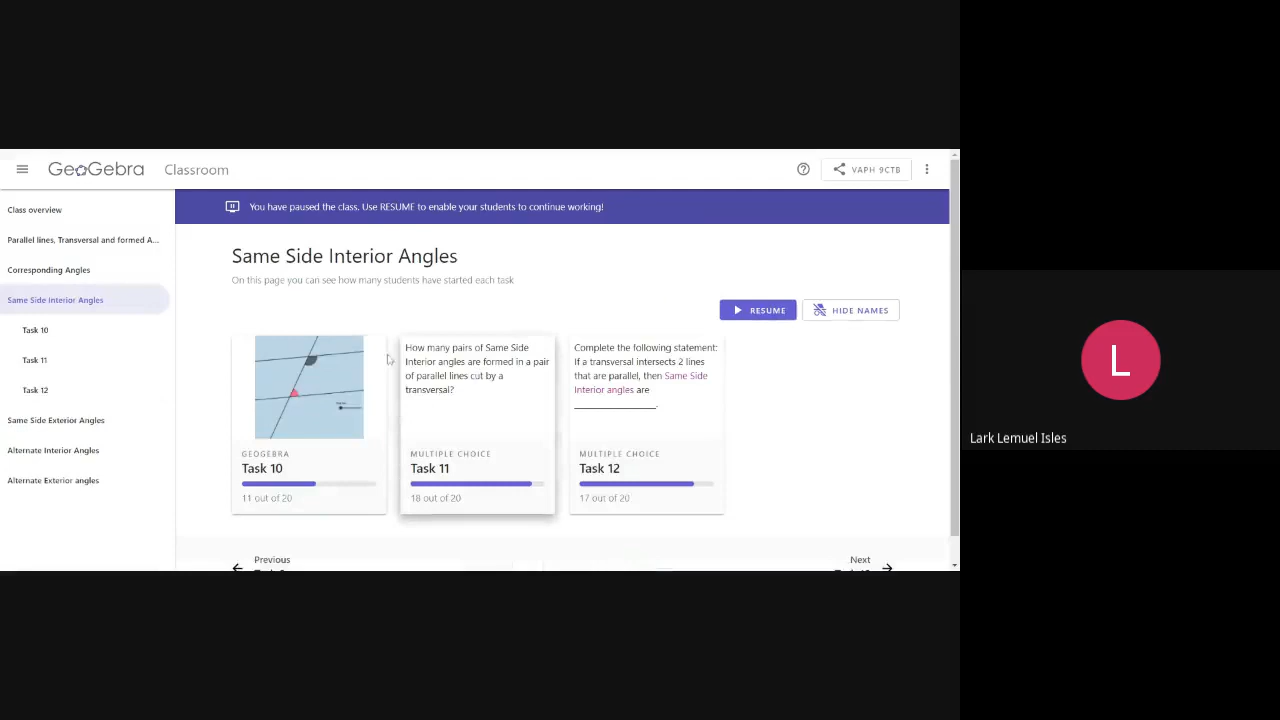 GeoGebra Classroom
VAPH 9CTB
Class overview
Parallel lines, Transversal and formed A...
Corresponding Angles
Same Side Interior Angles
Task 10
Task 11
Task 12
Same Side Exterior Angles
Alternate Interior Angles
Alternate Exterior angles
You have paused the class. Use RESUME to enable your students to continue working!
Same Side Interior Angles
On this page you can see how many students have started each task
RESUME
HIDE NAMES
GEOGEBRA
Task 10
11 out of 20
How many pairs of Same Side
Interior angles are formed in a pair
of parallel lines cut by a
transversal?
MULTIPLE CHOICE
Task 11
18 out of 20
Complete the following statement:
If a transversal intersects 2 lines
that are parallel, then Same Side
Interior angles are
_______________.
MULTIPLE CHOICE
Task 12
17 out of 20
Previous
Next
L
Lark Lemuel Isles